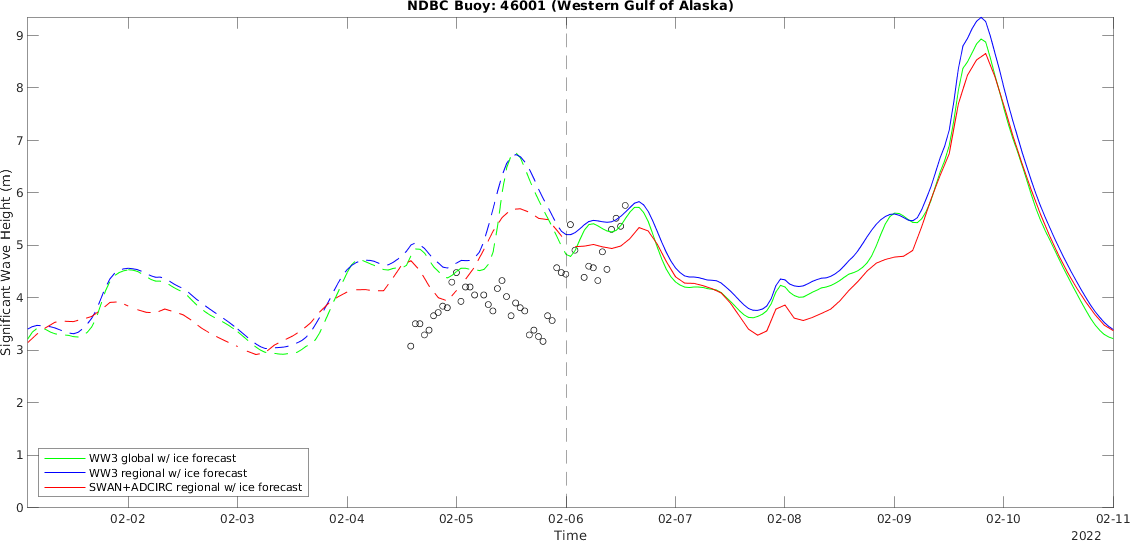 NDBC Buoy: 46001 (Western Gulf of Alaska)
Significant Wave Height (m)
9
8
7
6
5
4
3
2
1
0
WW3 global w/ ice forecast
WW3 regional w/ ice forecast
SWAN+ADCIRC regional w/ ice forecast
02-02 02-03 02-04 02-05 02-06 02-07 02-08 02-09 02-10 02-11
Time
2022